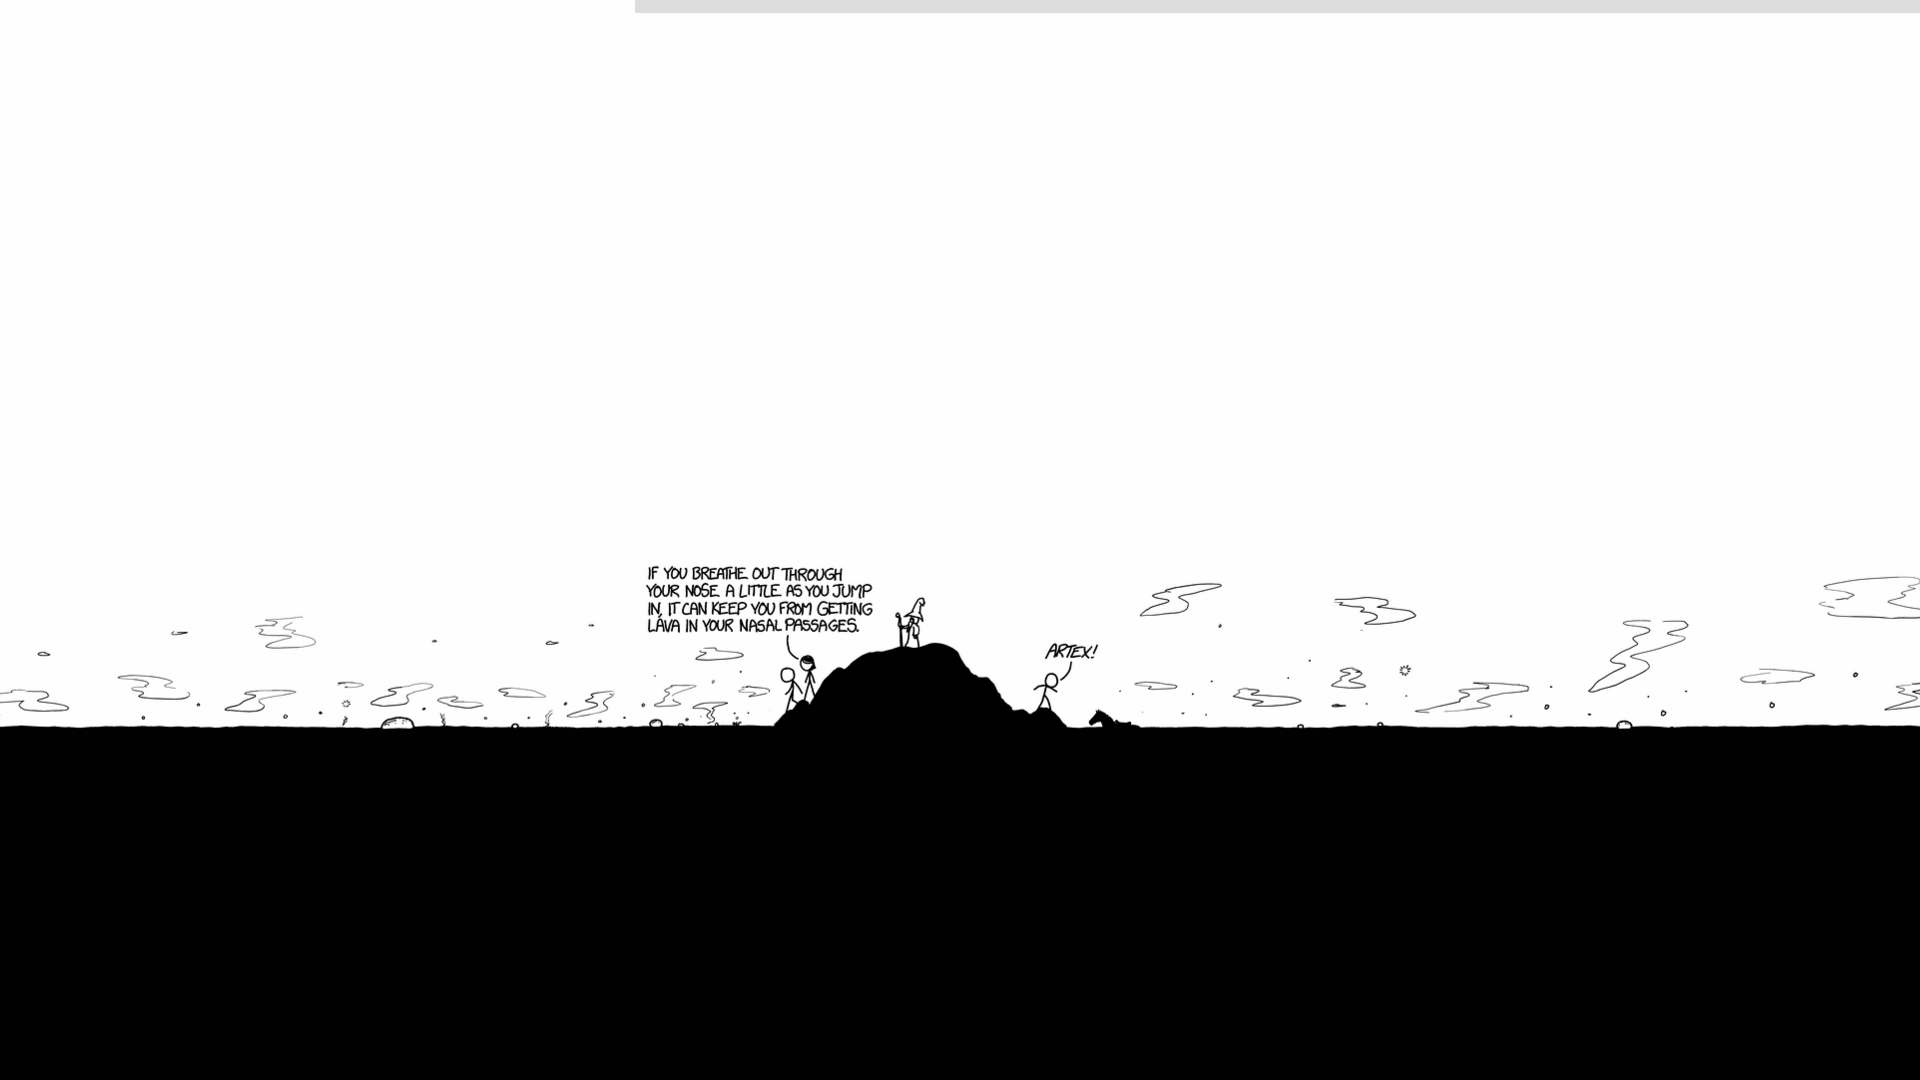 IF YOU BREATHE OUT THROUGH
YOUR NOSE A LITTLE AS YOU JUMP
IN, IT CAN KEEP YOU FROM GETTING
LAVA IN YOUR NASAL PASSAGES.
ARTEX!